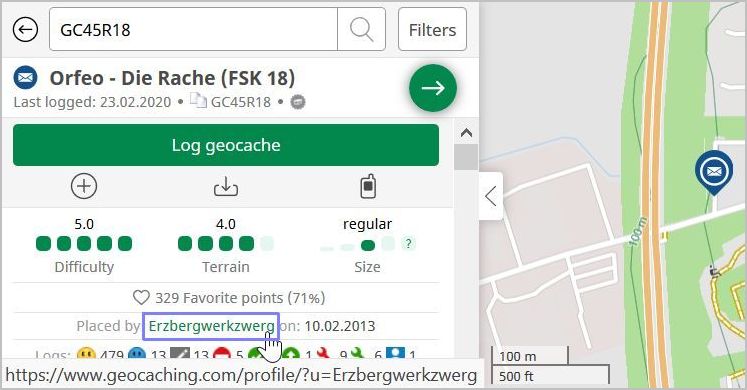 GC45R18
Filters
Orfeo - Die Rache (FSK 18)
Last logged: 23.02.2020 • GC45R18 •
Log geocache
5.0 4.0 regular
?
Difficulty Terrain Size
329 Favorite points (71%)
Placed by Erzbergwerkzwerg on: 10.02.2013
Logs: 479 13 13 5 1 9 6 1
https://www.geocaching.com/profile/?u=Erzbergwerkzwerg
100 m
100 m
500 ft